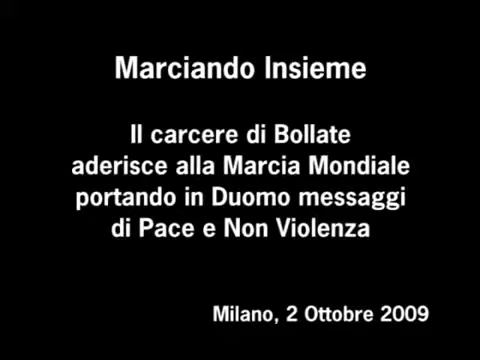 Marciando Insieme
Il carcere di Bollate
aderisce alla Marcia Mondiale
portando in Duomo messaggi
di Pace e Non Violenza
Milano, 2 Ottobre 2009